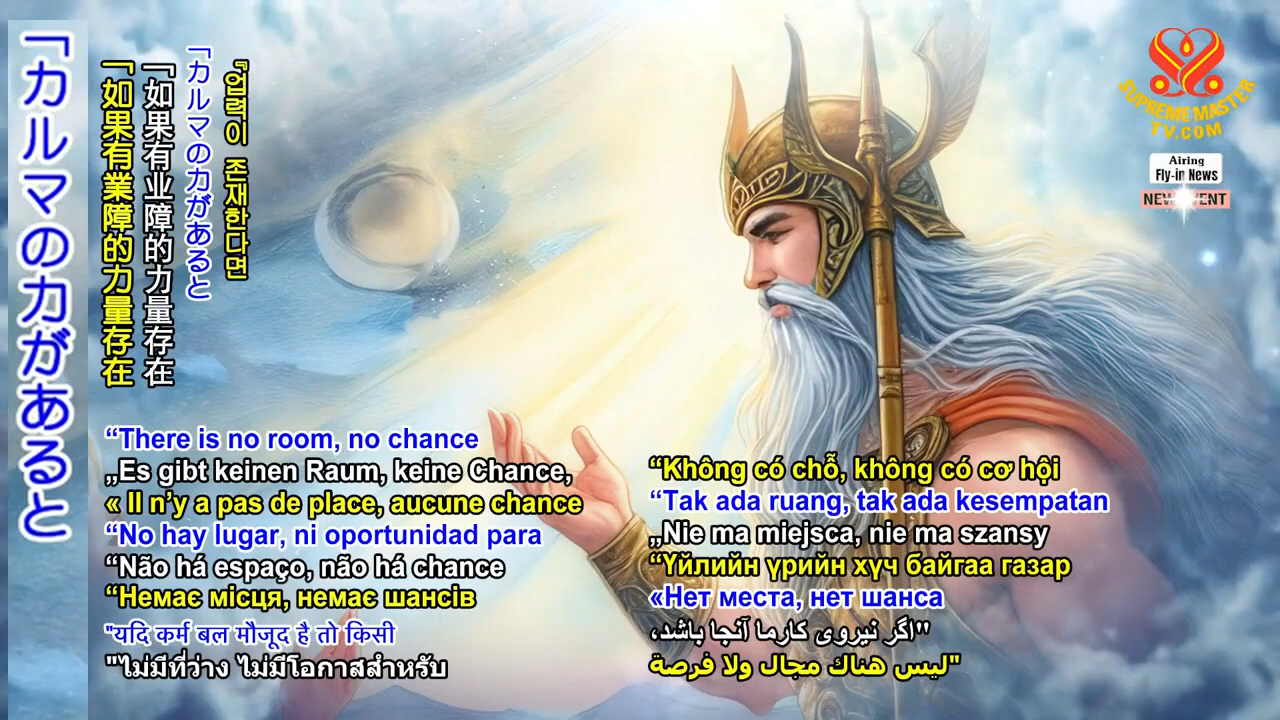 「カルマの力があると
「如果有業障的力量存在
「如果有业障的力量存在
「カルマの力があると
『업력이 존재한다면
“There is no room, no chance
„Es gibt keinen Raum, keine Chance,
« Il n’y a pas de place, aucune chance
“No hay lugar, ni oportunidad para
“Não há espaço, não há chance
“Немає місця, немає шансів
"यदि कर्म बल मौजूद है तो किसी
"ไม่มีที่ว่าง ไม่มีโอกาสสำหรับ
“Không có chỗ, không có cơ hội
“Tak ada ruang, tak ada kesempatan
„Nie ma miejsca, nie ma szansy
“Үйлийн үрийн хүч байгаа газар
«Нет места, нет шанса
"اگر نیروی کارما آنجا باشد،
"ليس هناك مجال ولا فرصة
SUPREME MASTER
TV.COM
Airing
Fly-in News